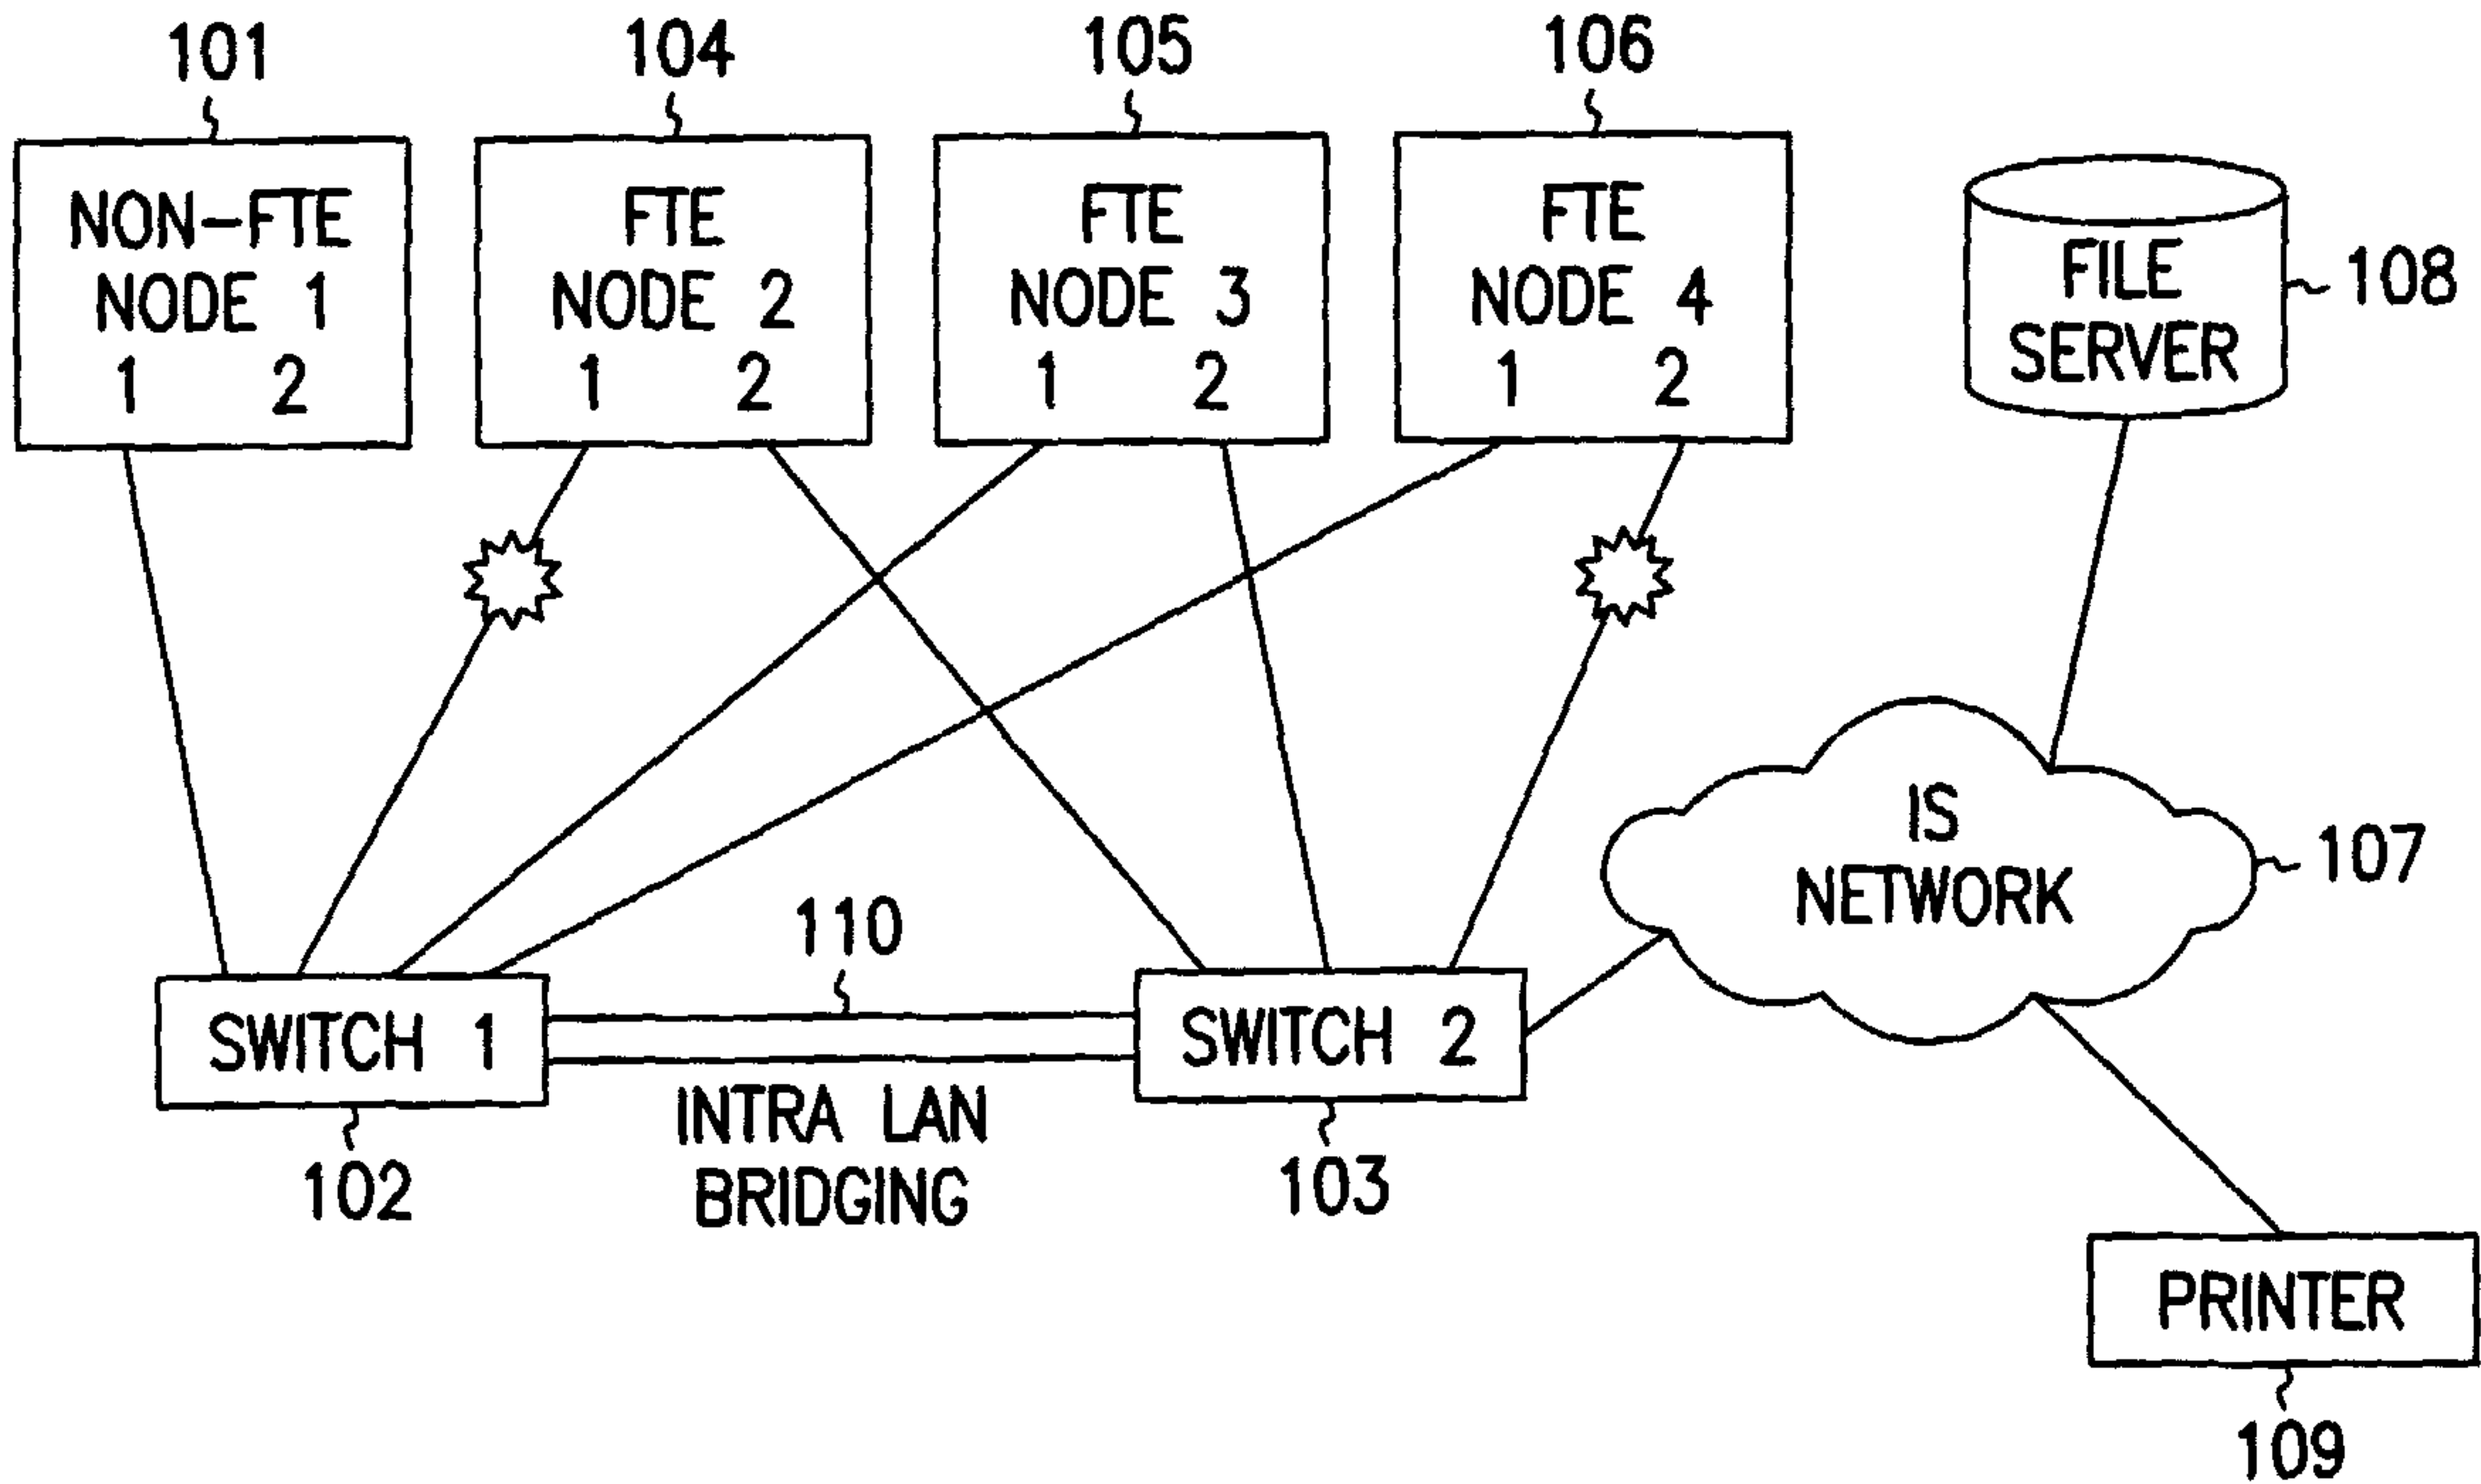 101
104
105
106
NON-FTE
NODE 1
1 2
FTE
NODE 2
1 2
FTE
NODE 3
1 2
FTE
NODE 4
1 2
FILE
SERVER
108
IS
NETWORK
107
110
SWITCH 1
SWITCH 2
INTRA LAN
BRIDGING
102
103
PRINTER
109